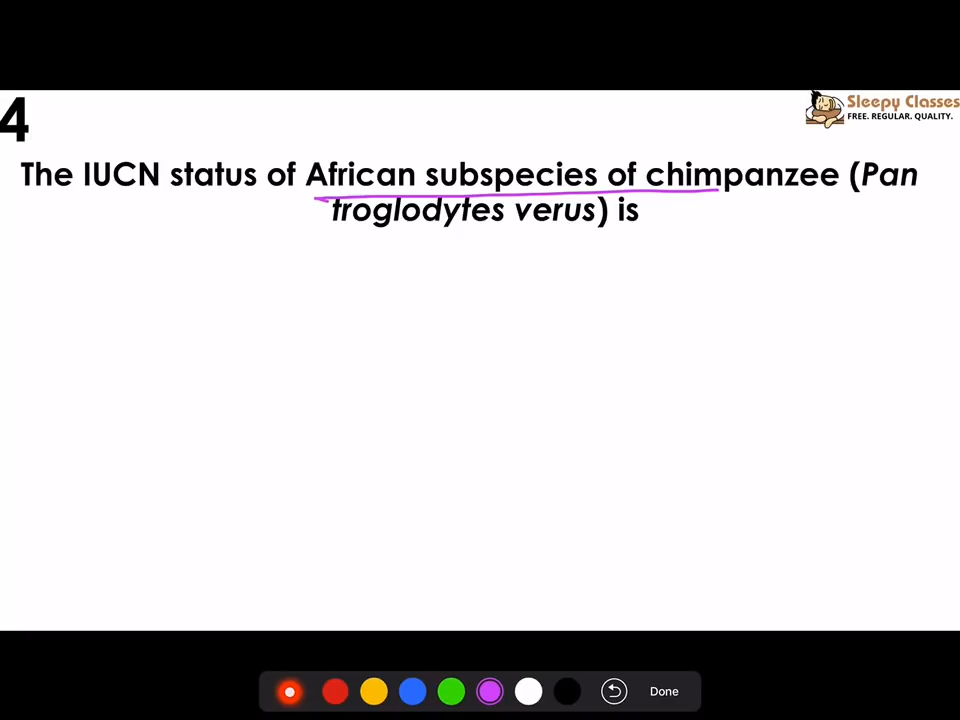 4
Sleepy Classes
FREE. REGULAR. QUALITY.
The IUCN status of African subspecies of chimpanzee (Pan
troglodytes verus) is
Done